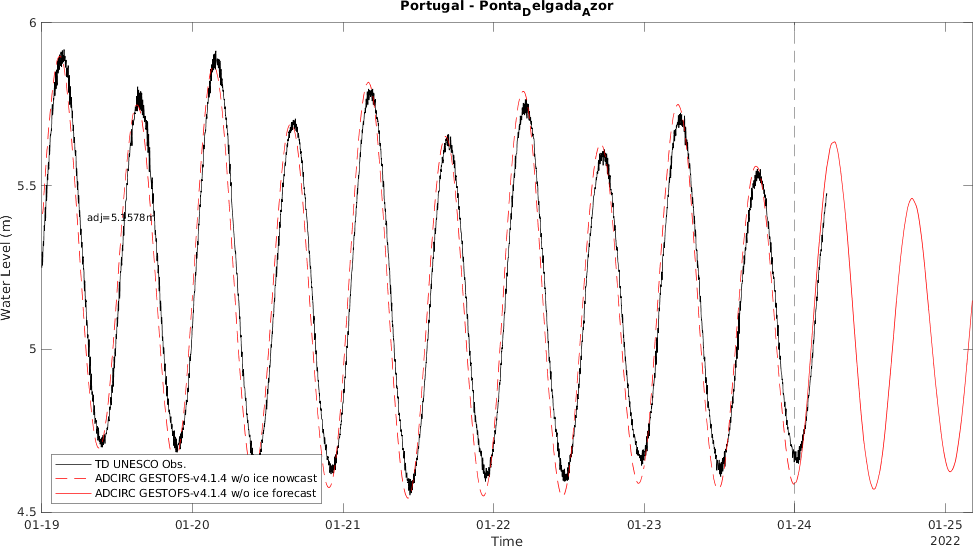 Portugal - PontaDelgadaAzor
6
5.5
5
4.5
Water Level (m)
adj=5.1578m
TD UNESCO Obs.
ADCIRC GESTOFS-v4.1.4 w/o ice nowcast
ADCIRC GESTOFS-v4.1.4 w/o ice forecast
01-19 01-20 01-21 01-22 01-23 01-24 01-25
Time
2022